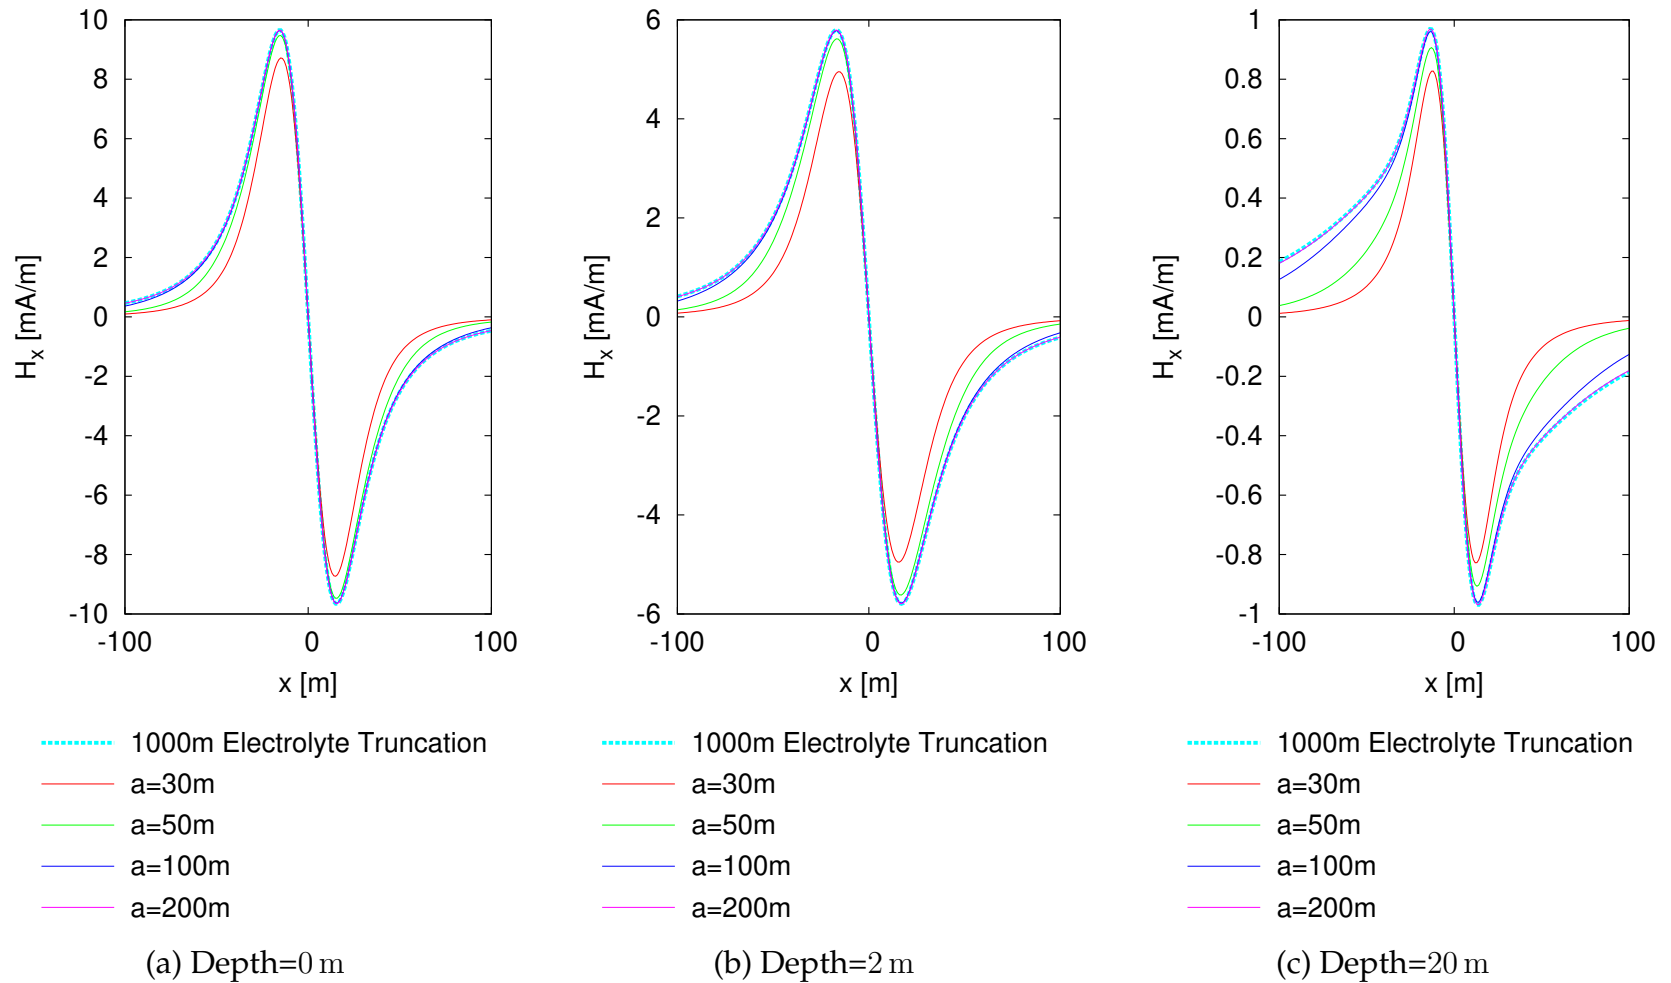 10
8
6
4
2
0
-2
-4
-6
-8
-10
-100
0
100
H_x [mA/m]
x [m]
1000m Electrolyte Truncation
a=30m
a=50m
a=100m
a=200m
(a) Depth=0 m
6
4
2
0
-2
-4
-6
-100
0
100
H_x [mA/m]
x [m]
1000m Electrolyte Truncation
a=30m
a=50m
a=100m
a=200m
(b) Depth=2 m
1
0.8
0.6
0.4
0.2
0
-0.2
-0.4
-0.6
-0.8
-1
-100
0
100
H_x [mA/m]
x [m]
1000m Electrolyte Truncation
a=30m
a=50m
a=100m
a=200m
(c) Depth=20 m